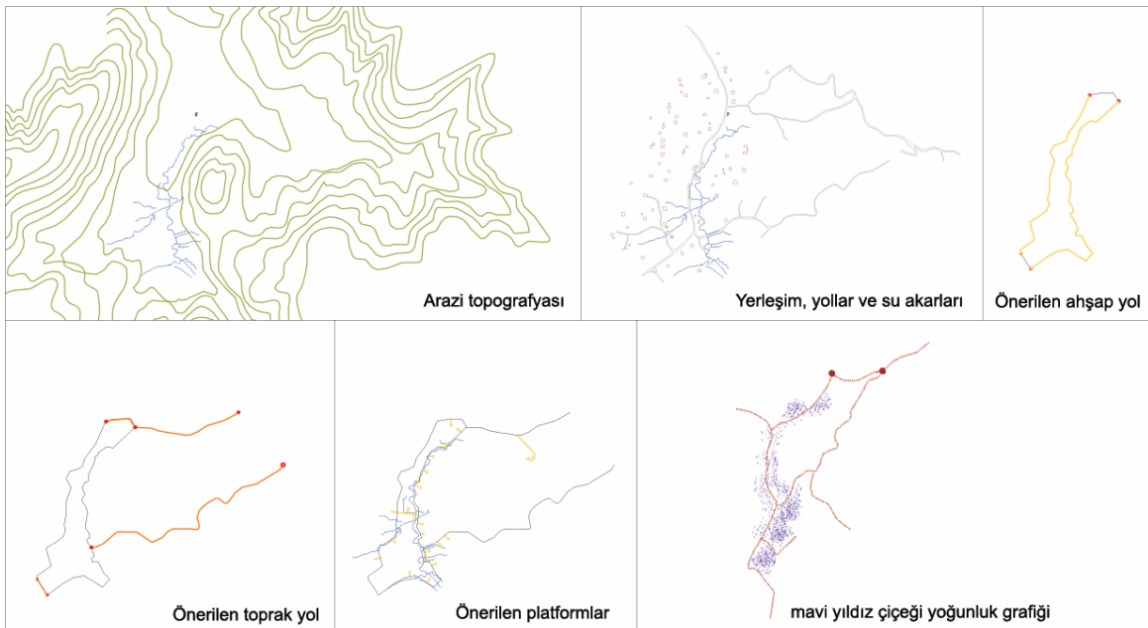 Arazi topografyası
Yerleşim, yollar ve su akarları
Önerilen ahşap yol
Önerilen toprak yol
Önerilen platformlar
mavi yıldız çiçeği yoğunluk grafiği